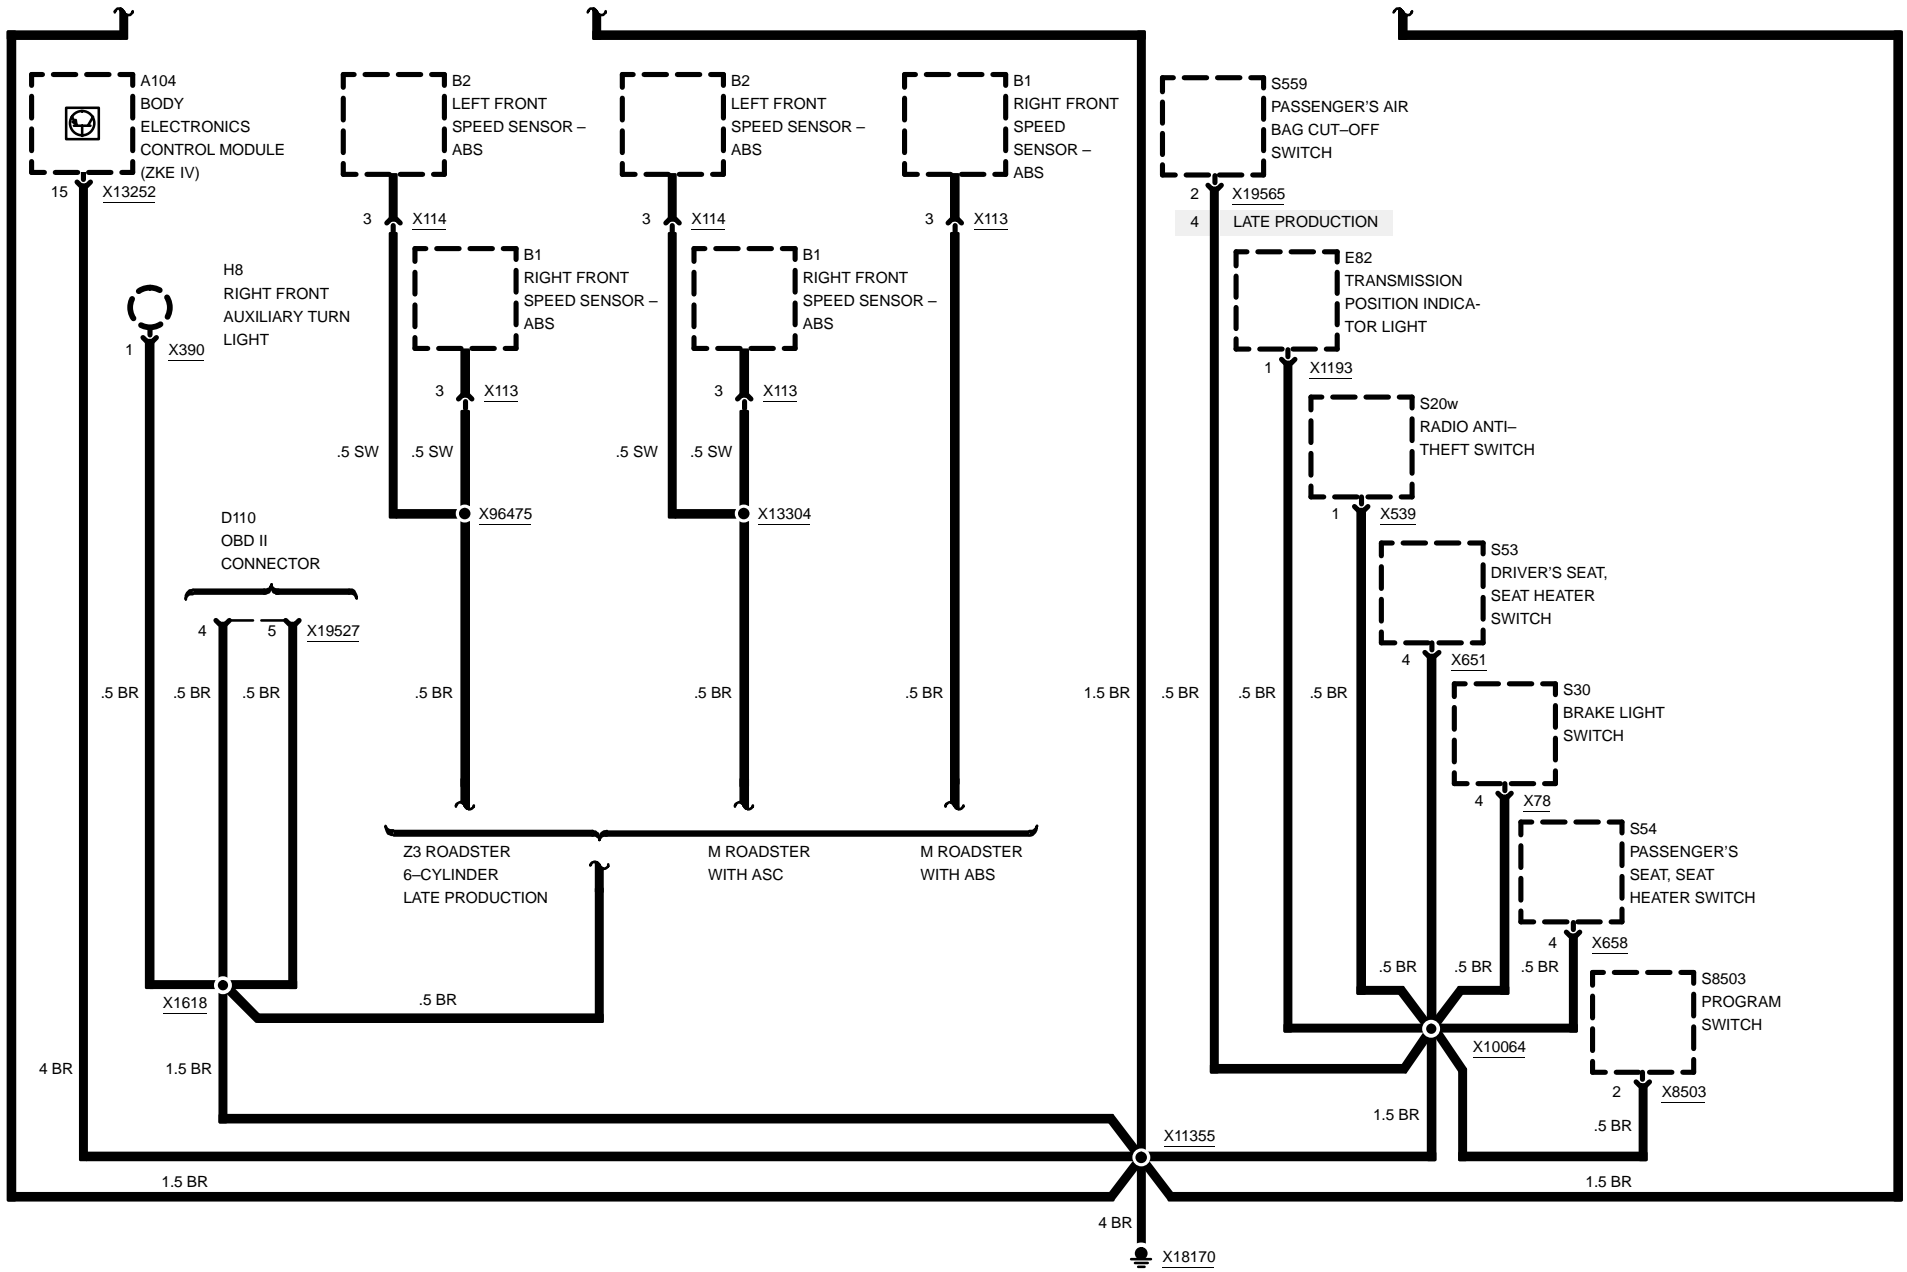 A104
BODY
ELECTRONICS
CONTROL MODULE
(ZKE IV)
15
X13252
B2
LEFT FRONT
SPEED SENSOR –
ABS
3
X114
B2
LEFT FRONT
SPEED SENSOR –
ABS
3
X114
B1
RIGHT FRONT
SPEED
SENSOR –
ABS
3
X113
S559
PASSENGER'S AIR
BAG CUT–OFF
SWITCH
2
X19565
4
LATE PRODUCTION
H8
RIGHT FRONT
AUXILIARY TURN
LIGHT
1
X390
B1
RIGHT FRONT
SPEED SENSOR –
ABS
3
X113
B1
RIGHT FRONT
SPEED SENSOR –
ABS
3
X113
E82
TRANSMISSION
POSITION INDICA-
TOR LIGHT
1
X1193
S20w
RADIO ANTI–
THEFT SWITCH
1
X539
.5 SW
.5 SW
.5 SW
.5 SW
X96475
X13304
D110
OBD II
CONNECTOR
4
5
X19527
S53
DRIVER'S SEAT,
SEAT HEATER
SWITCH
4
X651
.5 BR
.5 BR
.5 BR
.5 BR
.5 BR
.5 BR
1.5 BR
.5 BR
.5 BR
.5 BR
S30
BRAKE LIGHT
SWITCH
4
X78
Z3 ROADSTER
6–CYLINDER
LATE PRODUCTION
M ROADSTER
WITH ASC
M ROADSTER
WITH ABS
S54
PASSENGER'S
SEAT, SEAT
HEATER SWITCH
4
X658
.5 BR
.5 BR
.5 BR
S8503
PROGRAM
SWITCH
X1618
.5 BR
X10064
4 BR
1.5 BR
2
X8503
1.5 BR
.5 BR
X11355
1.5 BR
1.5 BR
4 BR
X18170